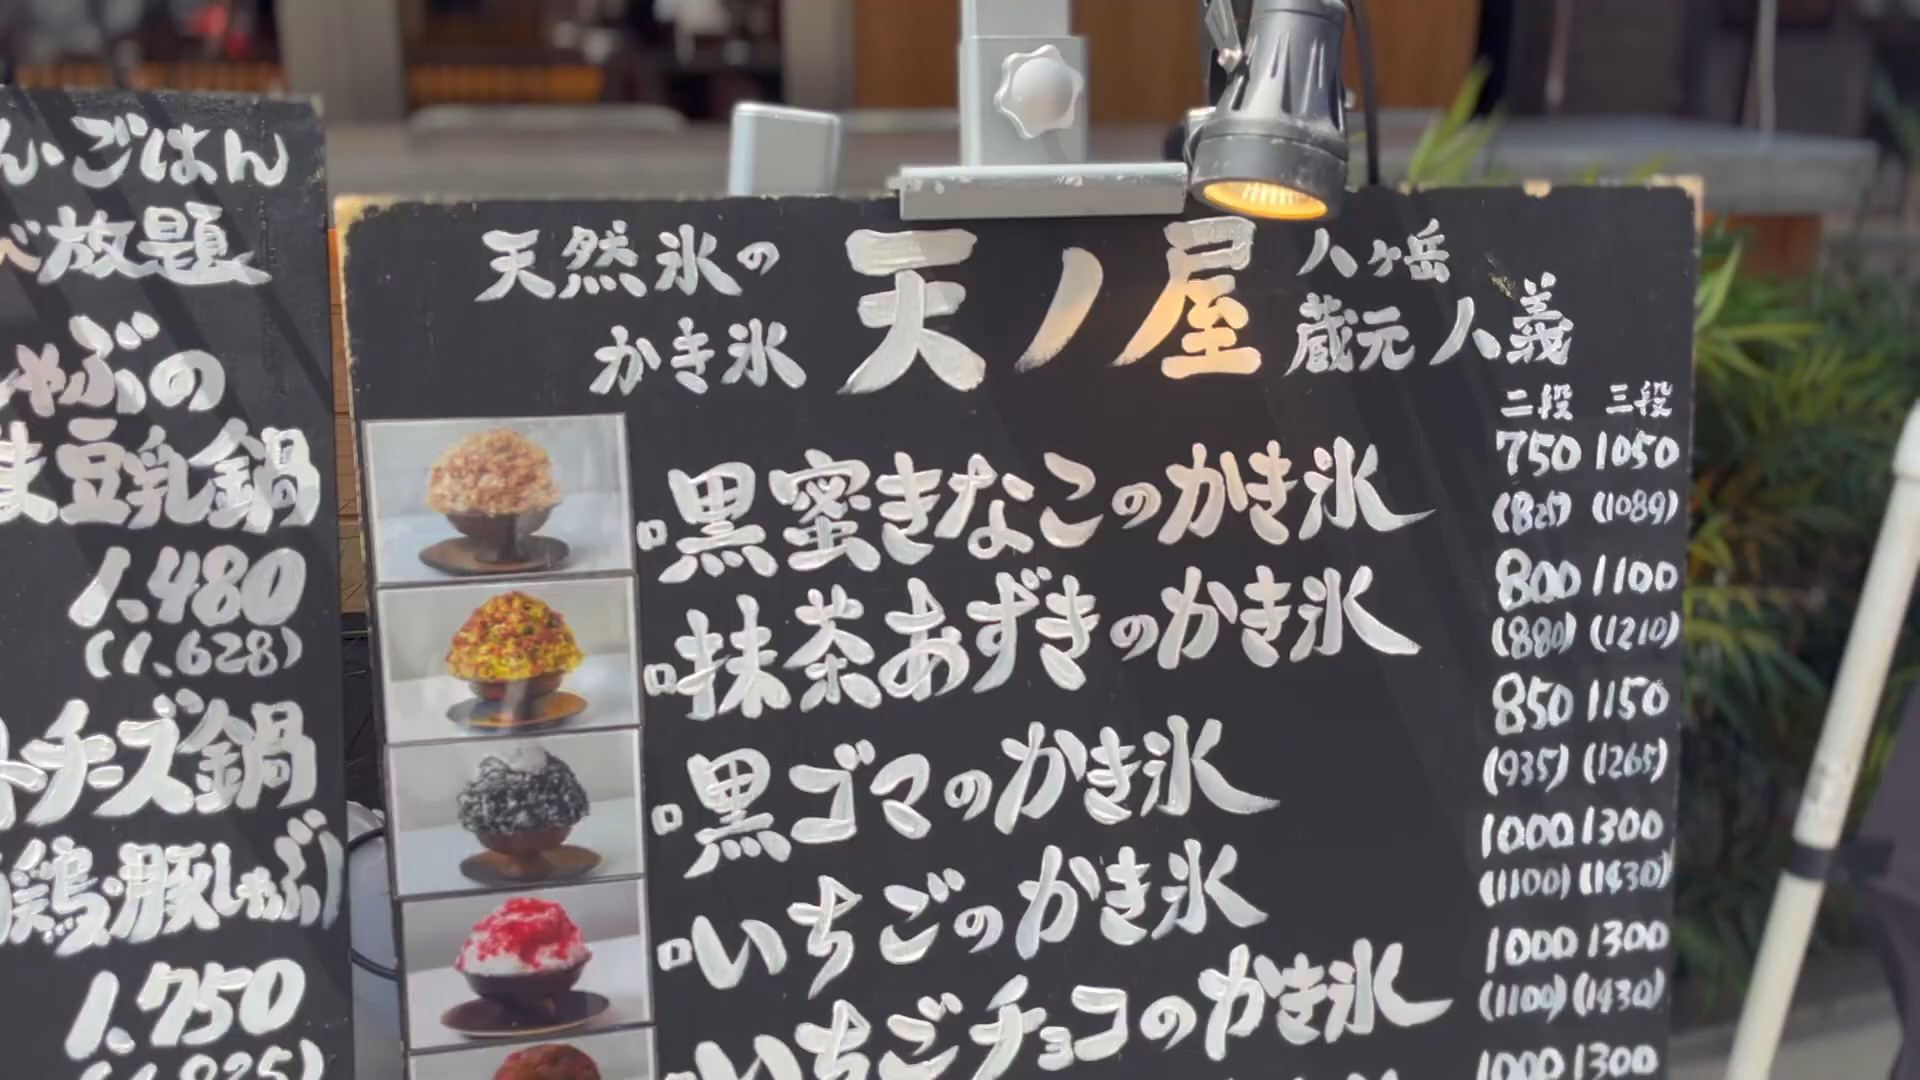 ん・ごはん
べ放題
ゃぶの
ま豆乳鍋
1.480
(1.628)
トチーズ鍋
鶏・豚しゃぶ)
1.750
天然氷の
かき氷
天ノ屋
八ヶ岳
蔵元 八義
二段 三段
黒蜜きなこのかき氷
750 1050
(825) (1089)
抹茶あずきのかき氷
800 1100
(880) (1210)
黒ゴマのかき氷
850 1150
(935) (1265)
いちごのかき氷
1000 1300
(1100) (1430)
いちごチョコのかき氷
1000 1300
(1100) (1430)
1000 1300